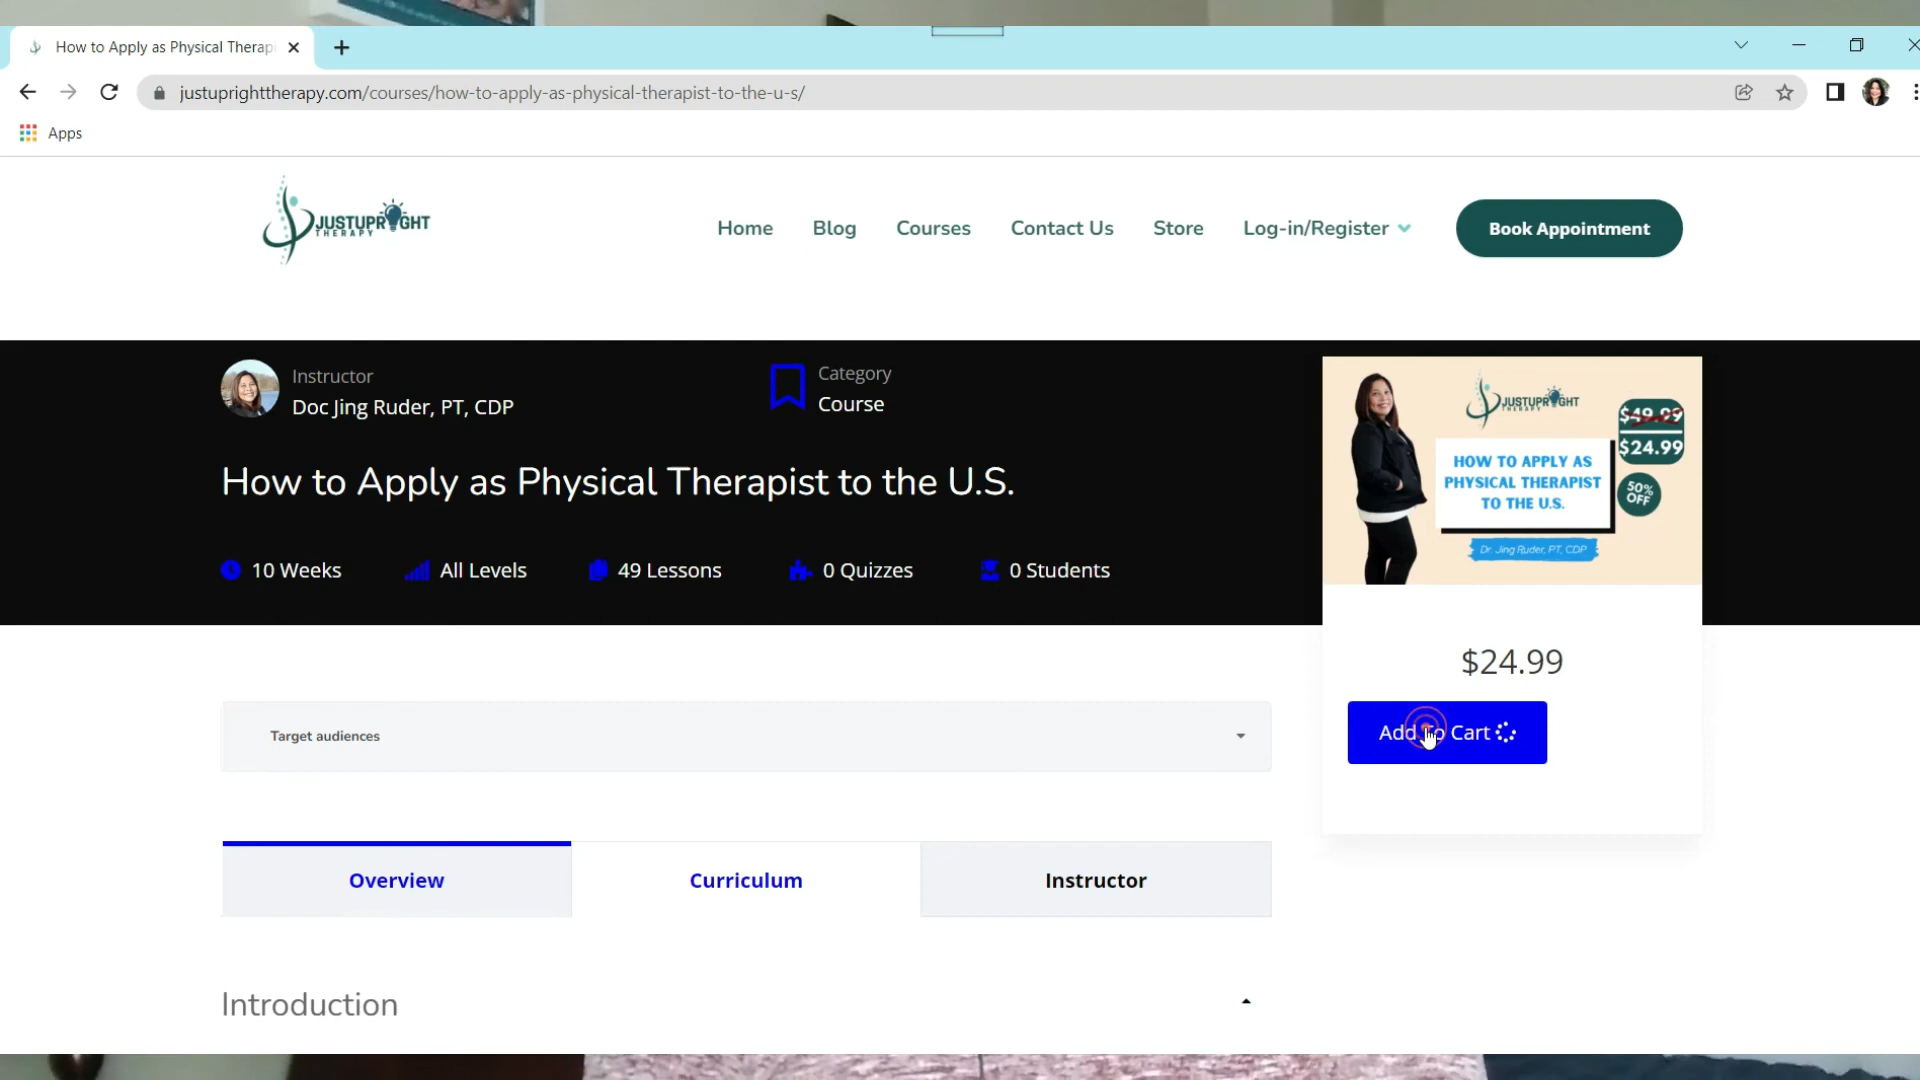 How to Apply as Physical Therap
justuprighttherapy.com/courses/how-to-apply-as-physical-therapist-to-the-u-s/
Apps
JUSTUPRIGHT
THERAPY
Home
Blog
Courses
Contact Us
Store
Log-in/Register
Book Appointment
Instructor
Doc Jing Ruder, PT, CDP
Category
Course
How to Apply as Physical Therapist to the U.S.
10 Weeks
All Levels
49 Lessons
0 Quizzes
0 Students
JUSTUPRIGHT
THERAPY
$49.99
$24.99
HOW TO APPLY AS
PHYSICAL THERAPIST
TO THE U.S.
50%
OFF
Dr. Jing Ruder, PT, CDP
$24.99
Add To Cart
Target audiences
Overview
Curriculum
Instructor
Introduction